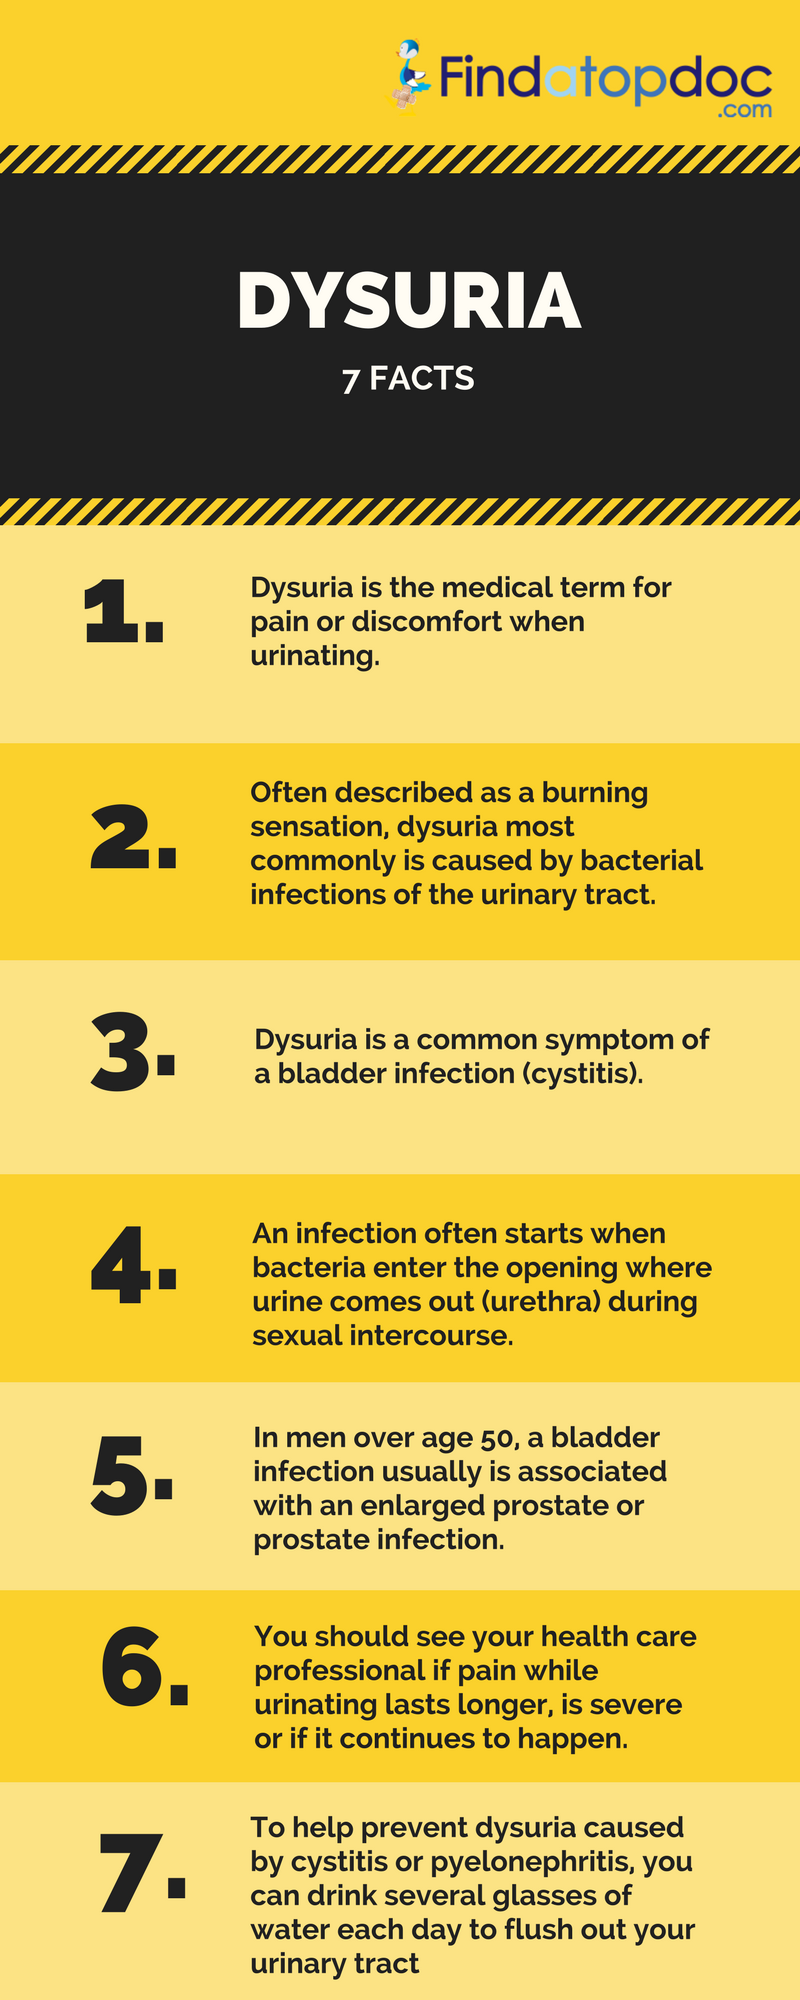 Findatopdoc
.com
DYSURIA
7 FACTS
1.
Dysuria is the medical term for
pain or discomfort when
urinating.
2.
Often described as a burning
sensation, dysuria most
commonly is caused by bacterial
infections of the urinary tract.
3.
Dysuria is a common symptom of
a bladder infection (cystitis).
4.
An infection often starts when
bacteria enter the opening where
urine comes out (urethra) during
sexual intercourse.
5.
In men over age 50, a bladder
infection usually is associated
with an enlarged prostate or
prostate infection.
6.
You should see your health care
professional if pain while
urinating lasts longer, is severe
or if it continues to happen.
7.
To help prevent dysuria caused
by cystitis or pyelonephritis, you
can drink several glasses of
water each day to flush out your
urinary tract